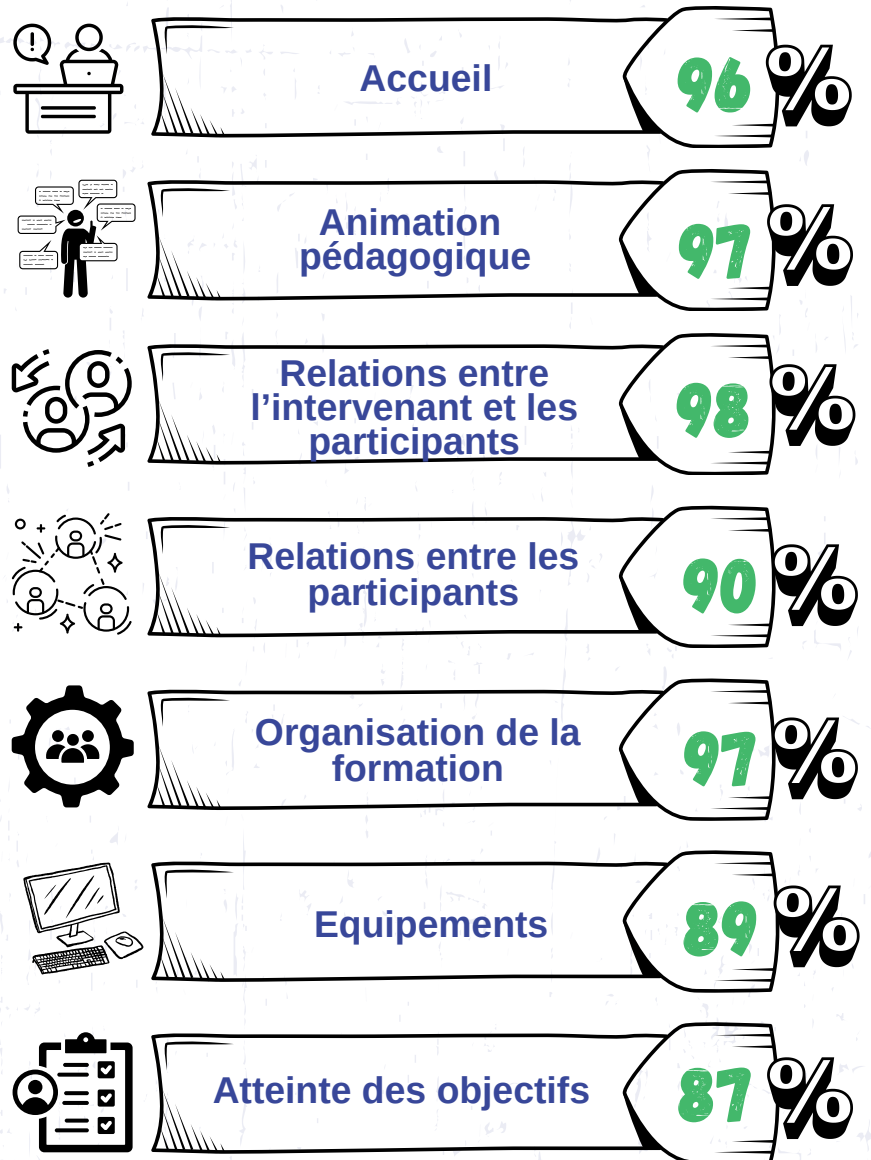 !
Accueil
96 %
Animation
pédagogique
97 %
Relations entre
l’intervenant et les
participants
98 %
Relations entre les
participants
90 %
Organisation de la
formation
97 %
Equipements
89 %
Atteinte des objectifs
87 %